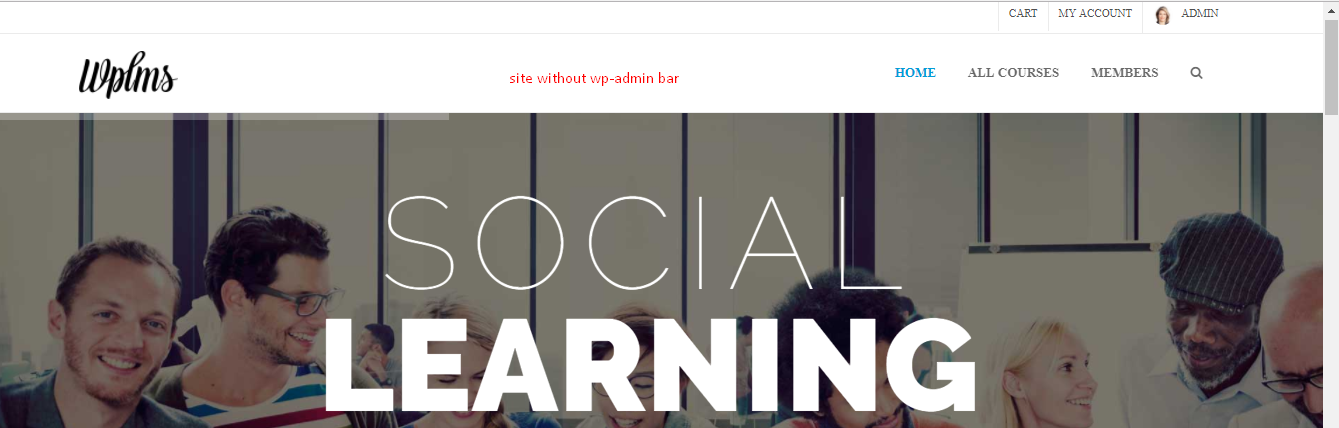 CART MY ACCOUNT ADMIN
Wplms site without wp-admin bar HOME ALL COURSES MEMBERS
SOCIAL
LEARNING